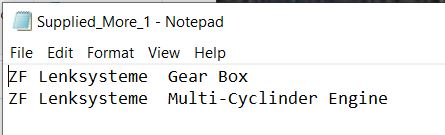 Supplied_More_1 - Notepad
File Edit Format View Help
ZF Lenksysteme  Gear Box
ZF Lenksysteme  Multi-Cyclinder Engine